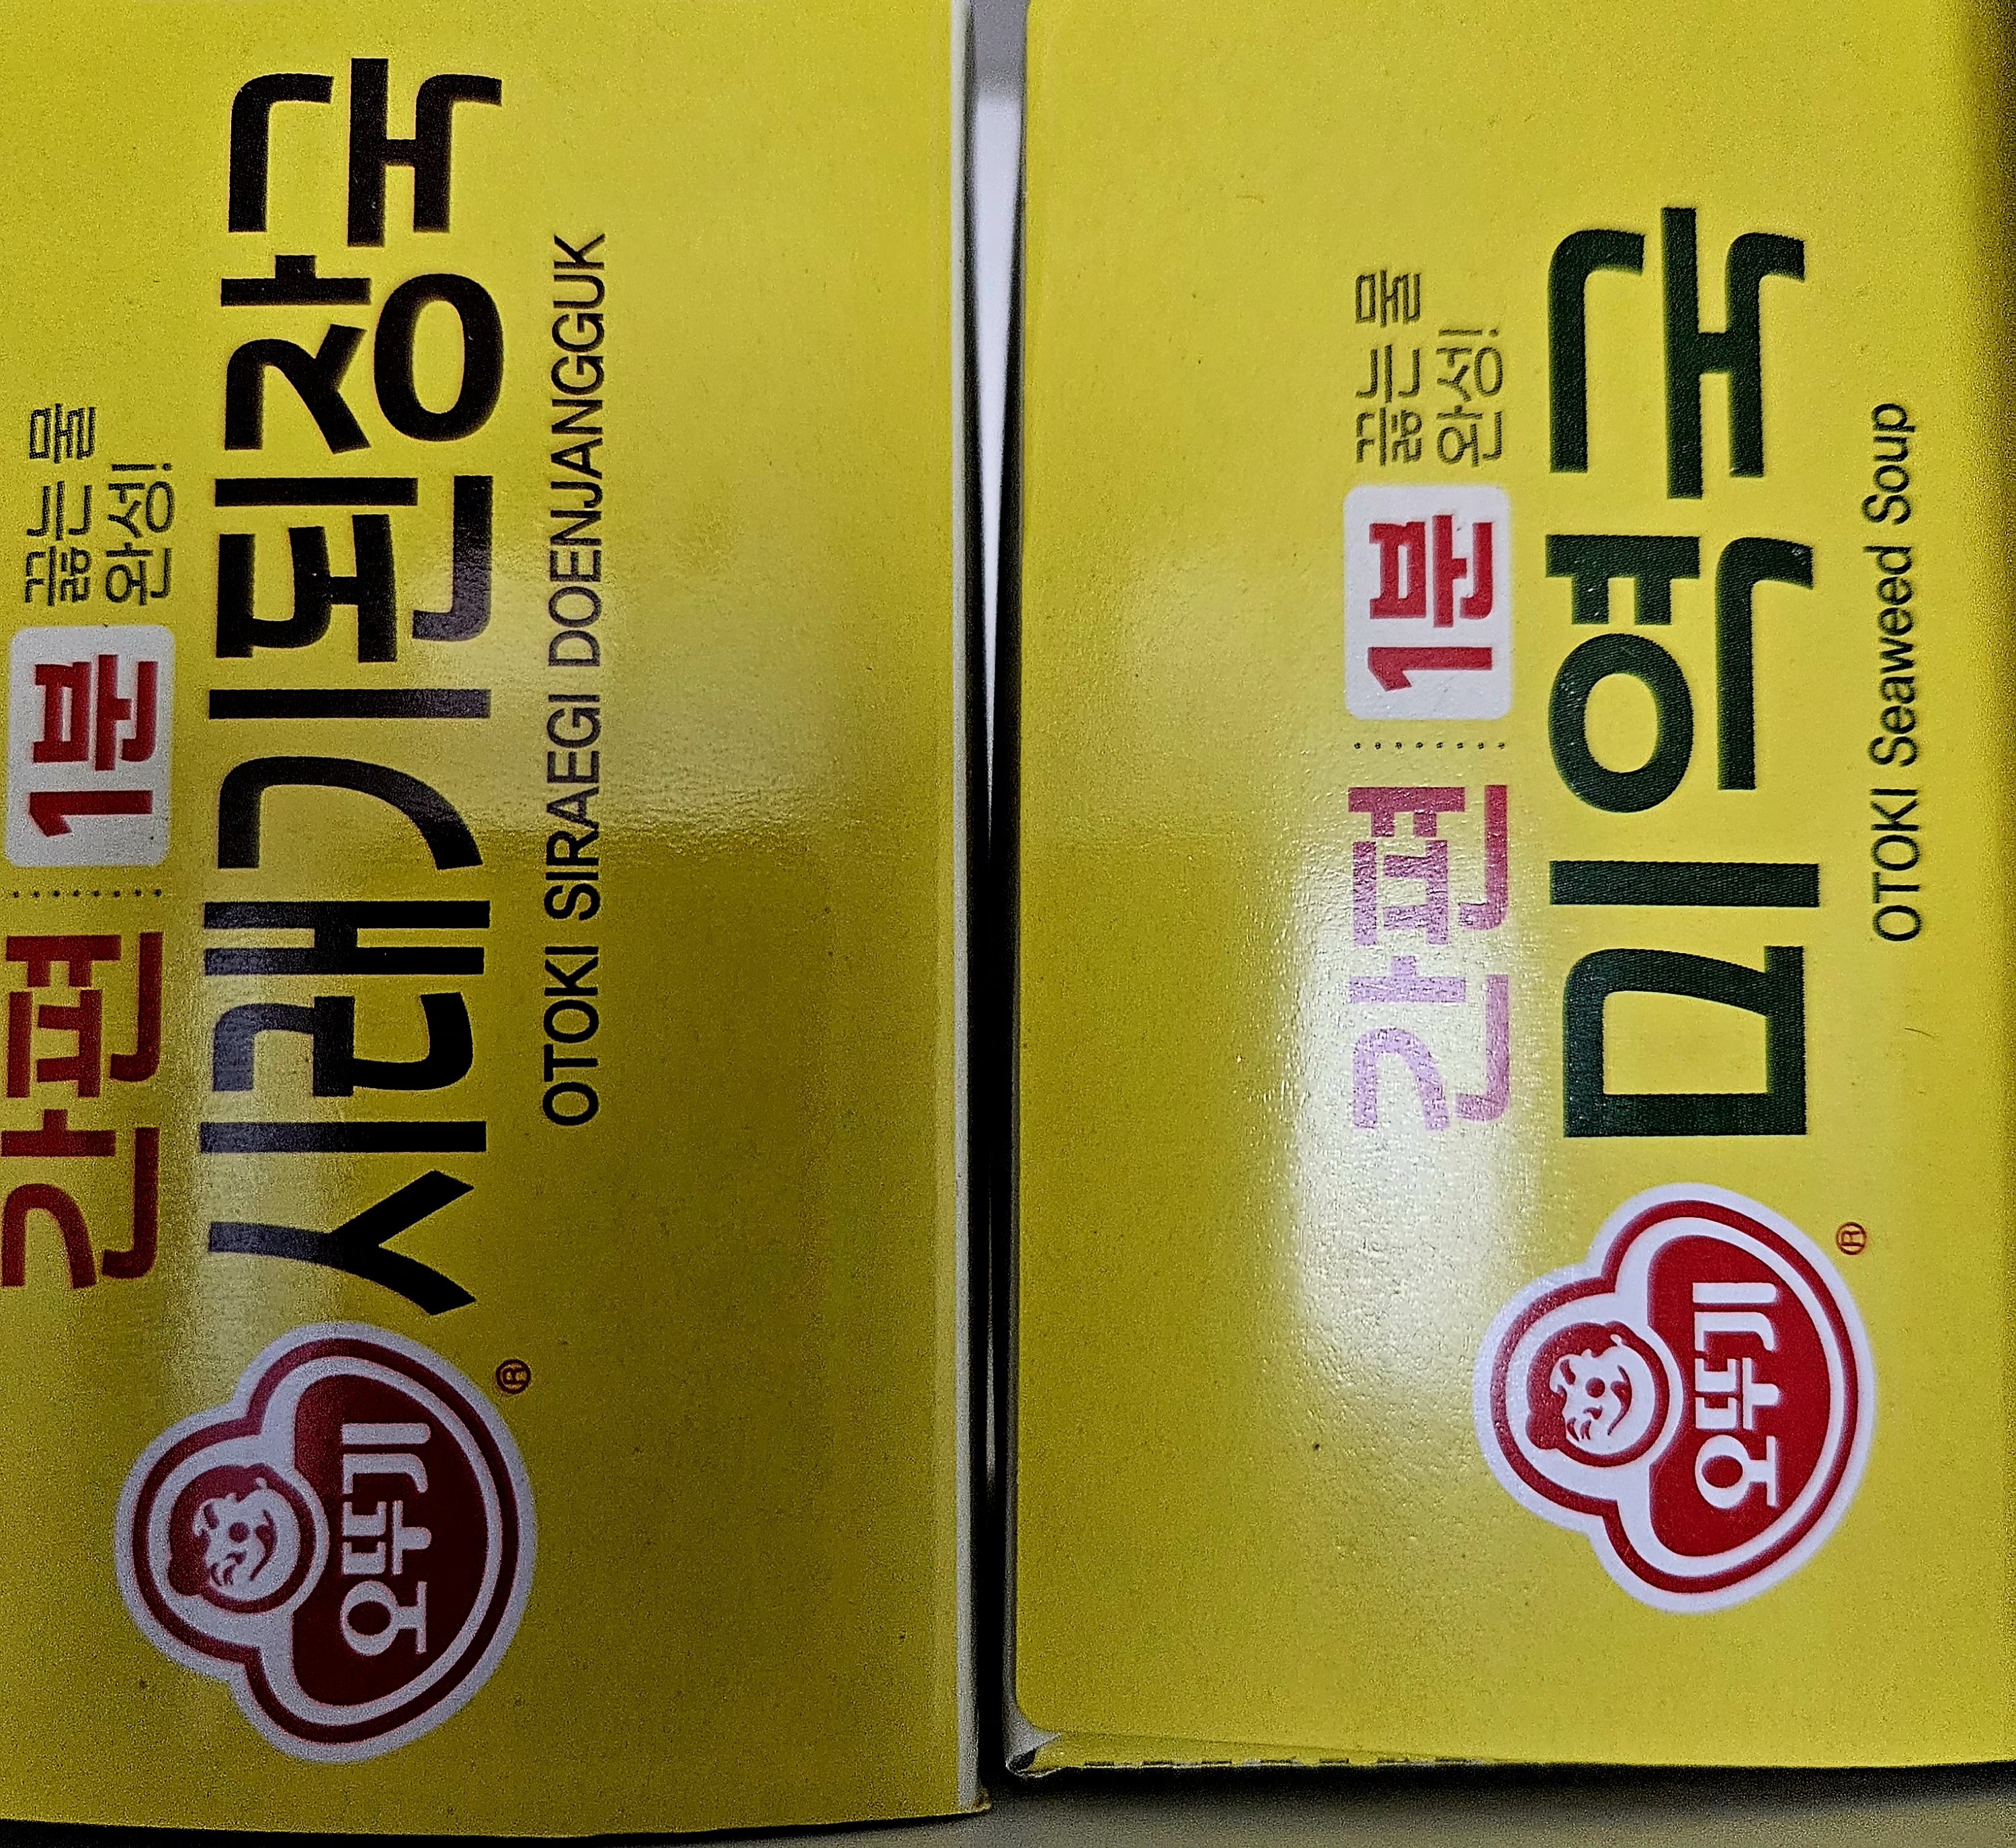 간편 1분 끓는 물
완성!
오뚜기 시래기된장국
®
OTOKI SIRAEGI DOENJANGGUK
간편 1분 끓는 물
완성!
오뚜기 미역국
®
OTOKI Seaweed Soup